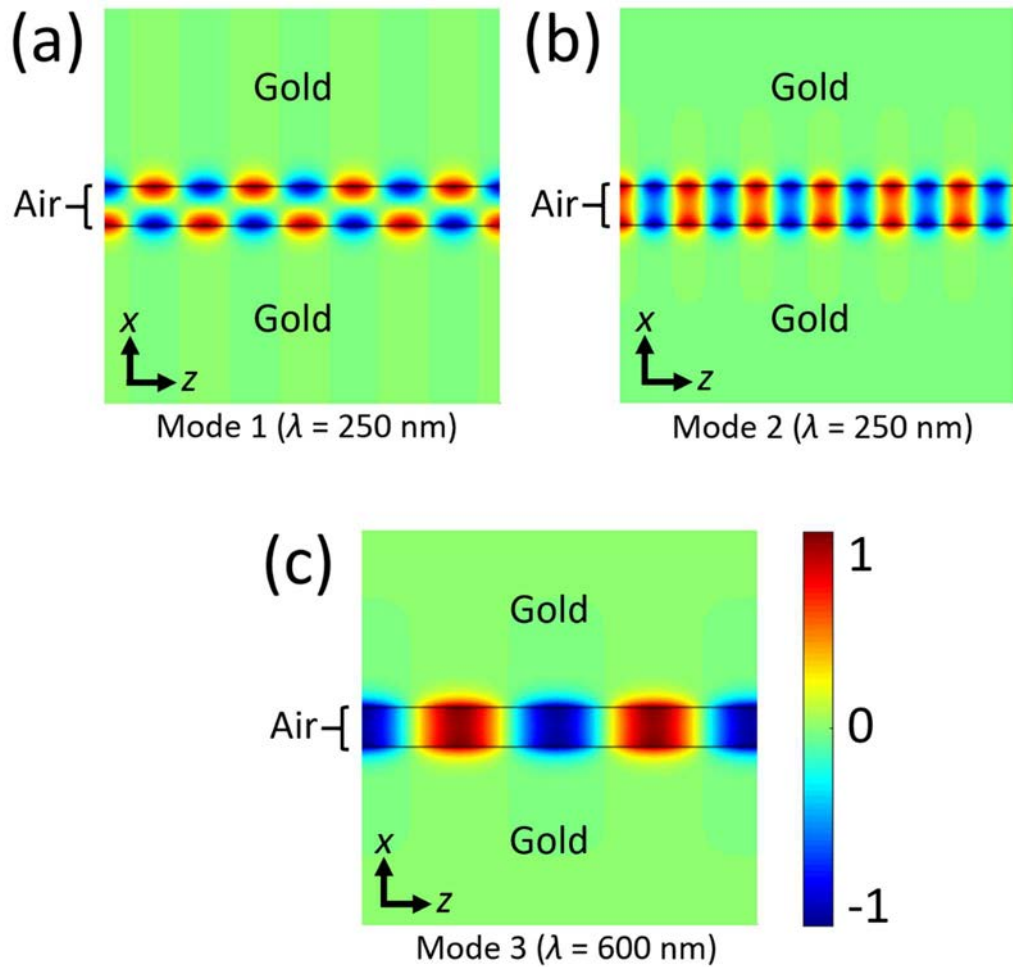 (a)
Gold
Air
Gold
x
z
Mode 1 (λ = 250 nm)
(b)
Gold
Air
Gold
x
z
Mode 2 (λ = 250 nm)
(c)
Gold
Air
Gold
x
z
Mode 3 (λ = 600 nm)
1
0
-1